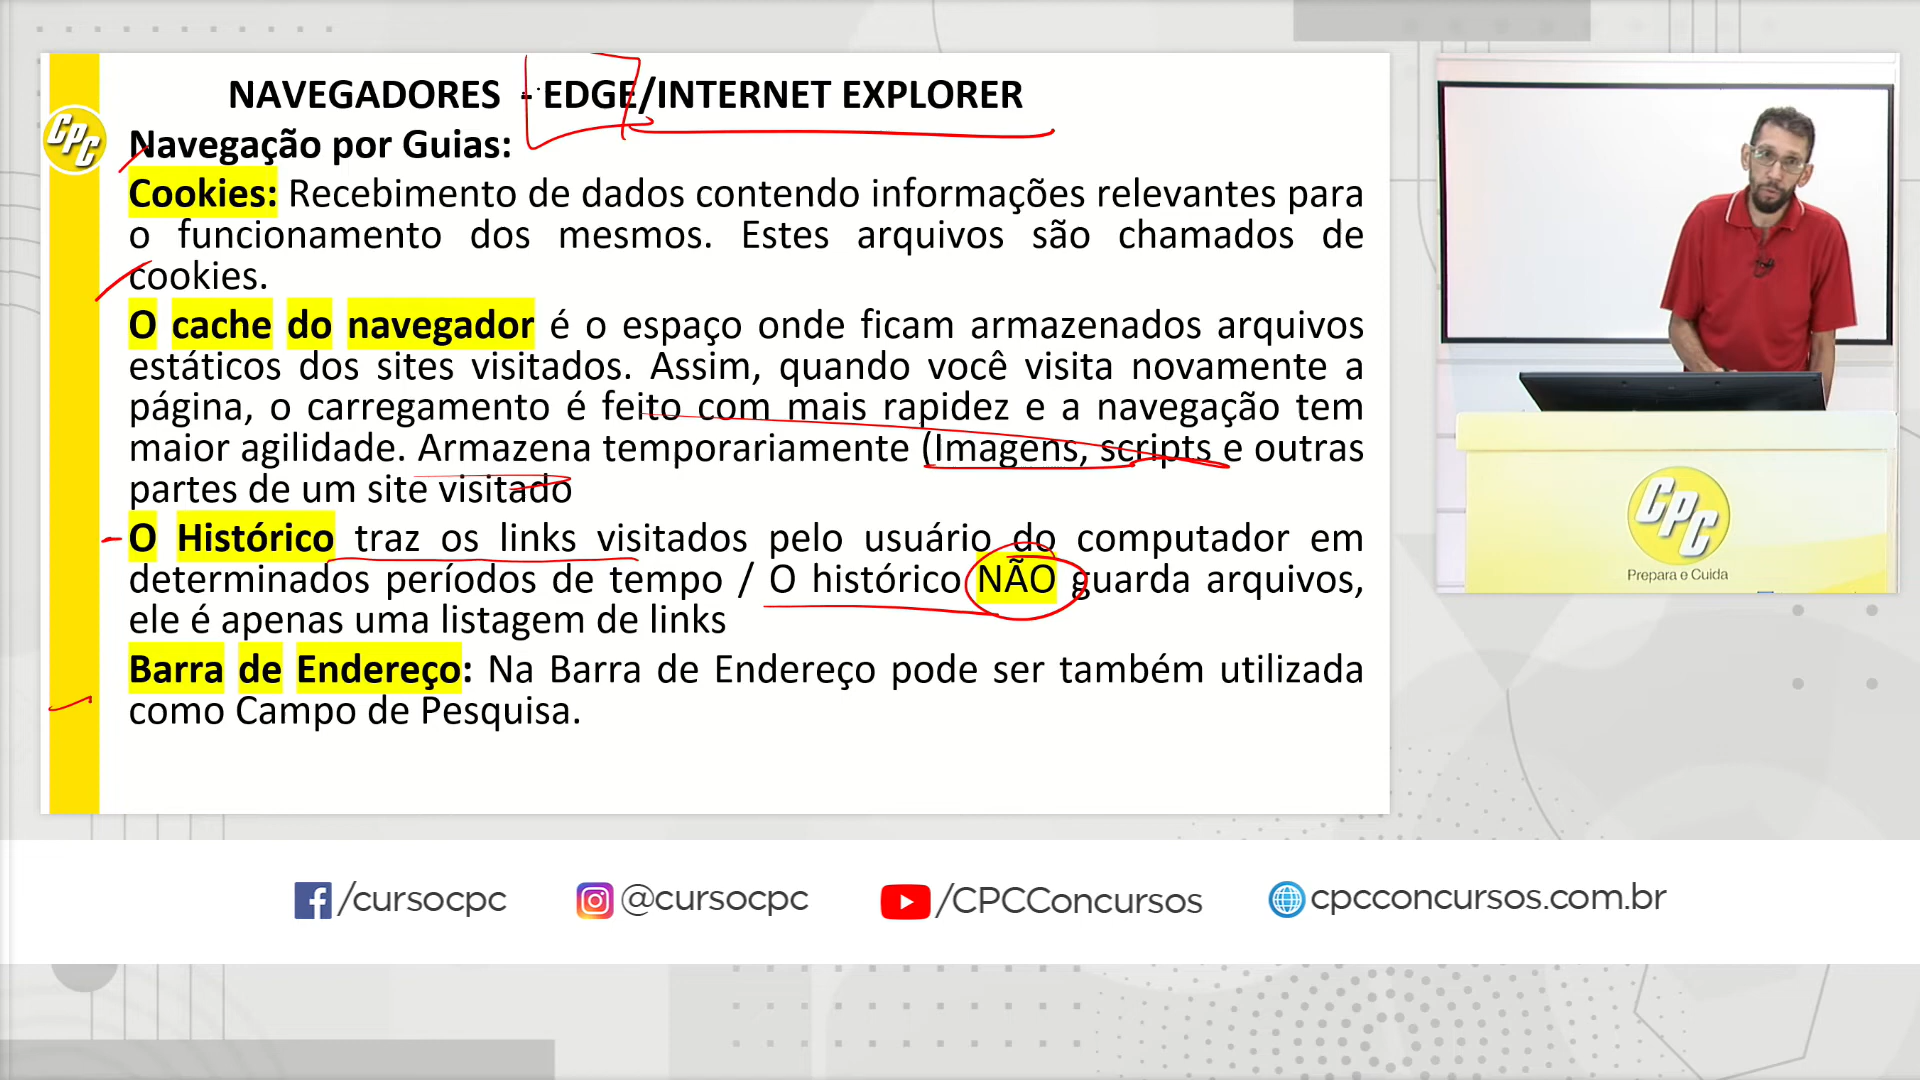 NAVEGADORES - EDGE/INTERNET EXPLORER
CPC
Navegação por Guias:
Cookies: Recebimento de dados contendo informações relevantes para
o funcionamento dos mesmos. Estes arquivos são chamados de
cookies.
O cache do navegador é o espaço onde ficam armazenados arquivos
estáticos dos sites visitados. Assim, quando você visita novamente a
página, o carregamento é feito com mais rapidez e a navegação tem
maior agilidade. Armazena temporariamente (Imagens, scripts e outras
partes de um site visitado
O Histórico traz os links visitados pelo usuário do computador em
determinados períodos de tempo / O histórico NÃO guarda arquivos,
ele é apenas uma listagem de links
Barra de Endereço: Na Barra de Endereço pode ser também utilizada
como Campo de Pesquisa.
CPC
Prepara e Cuida
/cursocpc
@cursocpc
/CPCConcursos
cpcconcursos.com.br